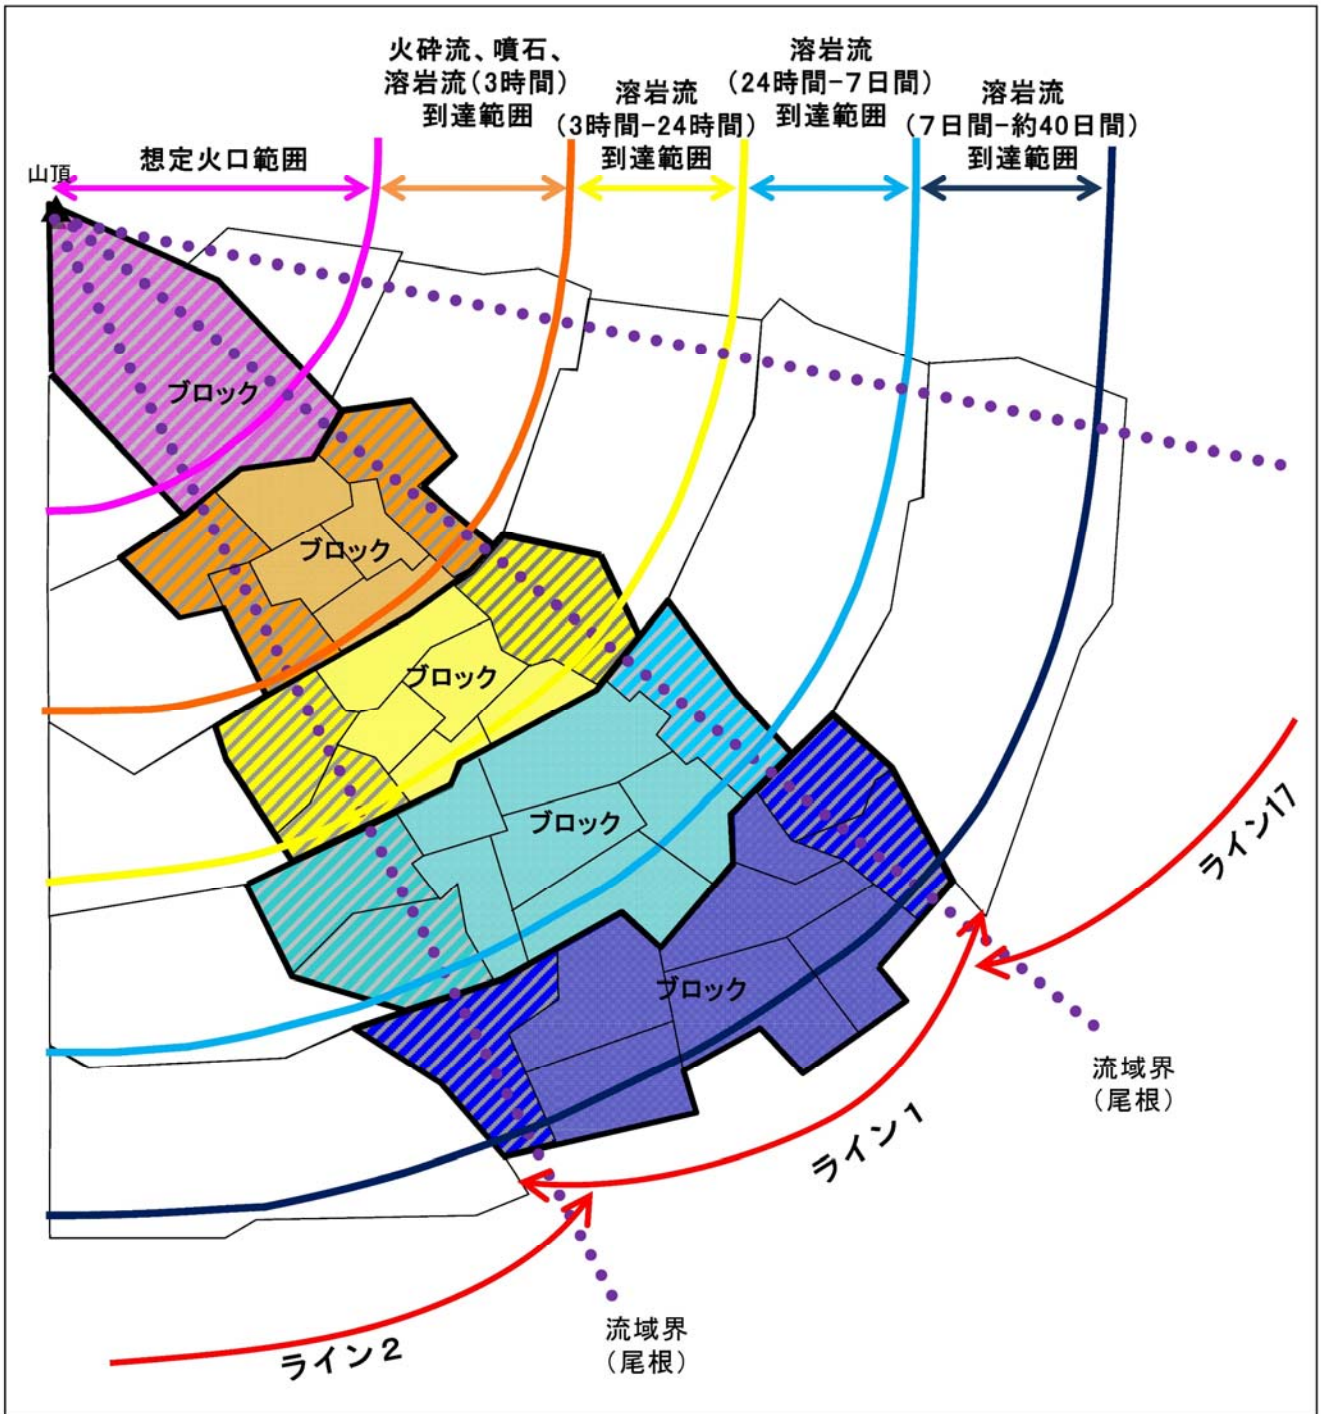 火砕流、噴石、
溶岩流(3時間)
到達範囲
溶岩流
(3時間-24時間)
到達範囲
溶岩流
(24時間-7日間)
到達範囲
溶岩流
(7日間-約40日間)
到達範囲
想定火口範囲
山頂
ブロック
ブロック
ブロック
ブロック
ブロック
ライン17
ライン1
ライン2
流域界
(尾根)
流域界
(尾根)